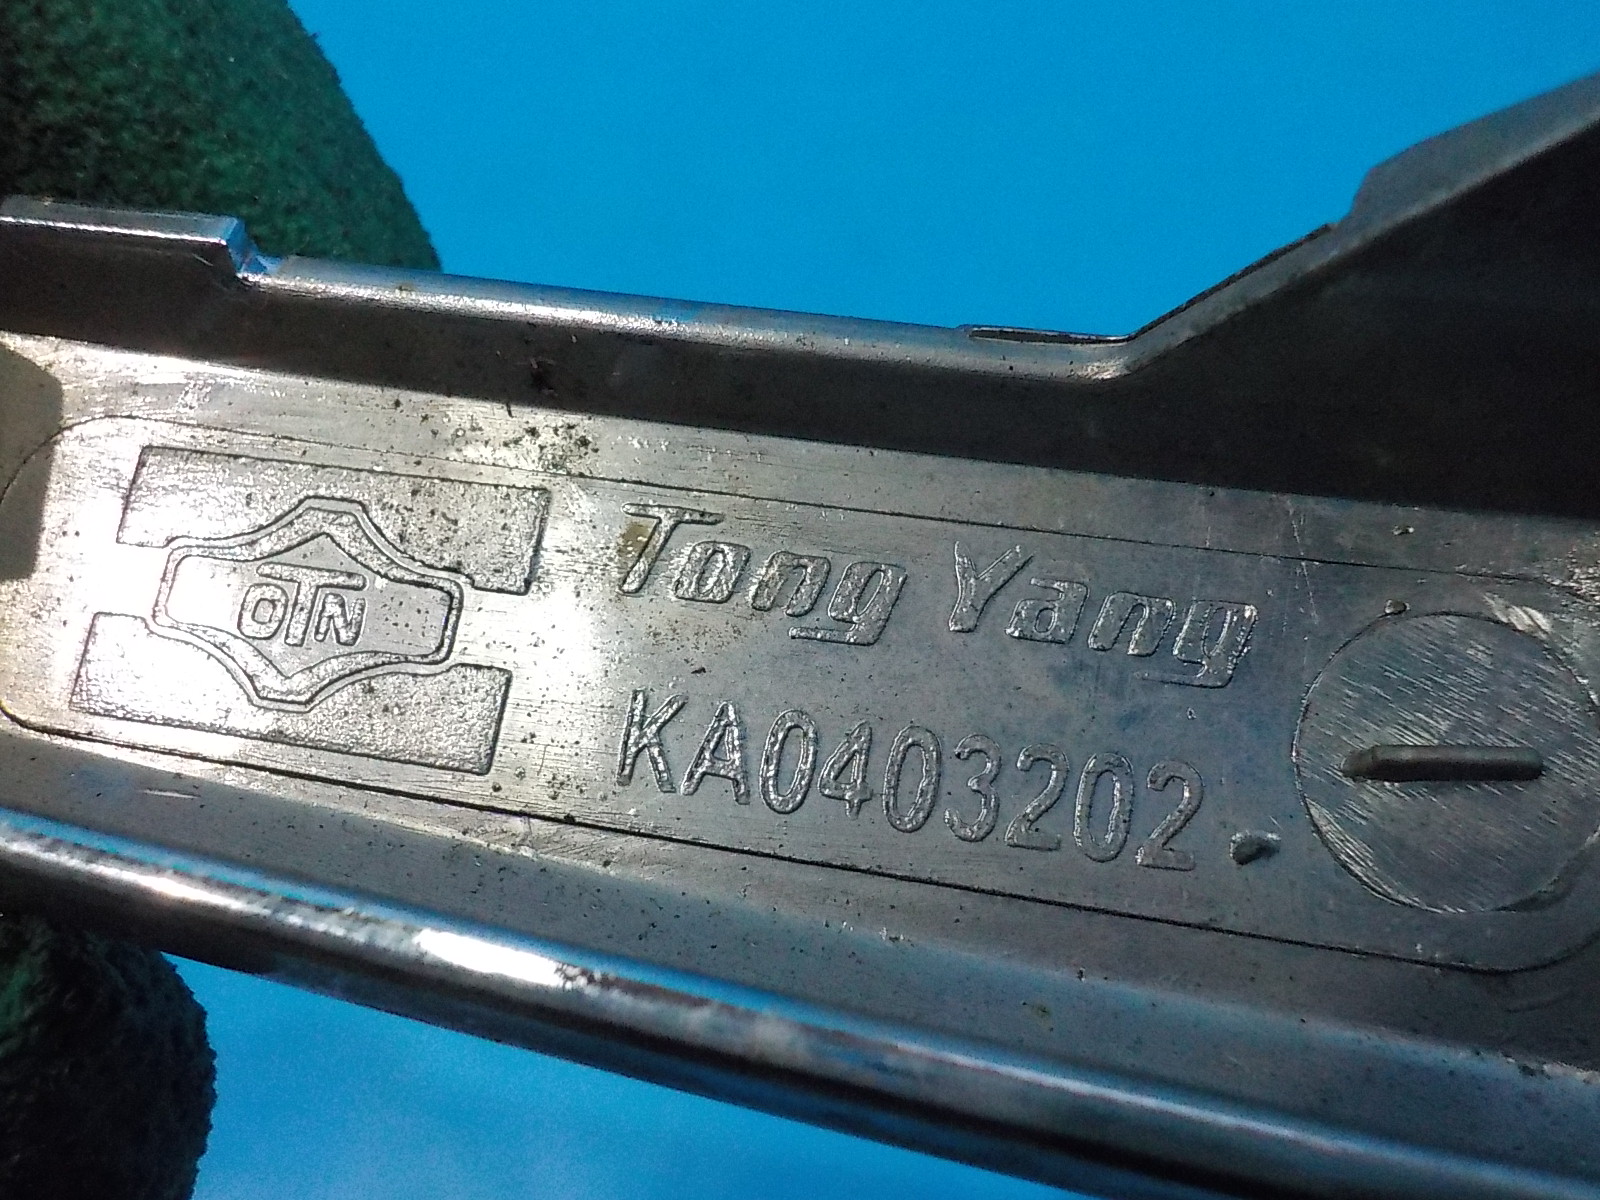 OTN
Tong Yang
KA0403202